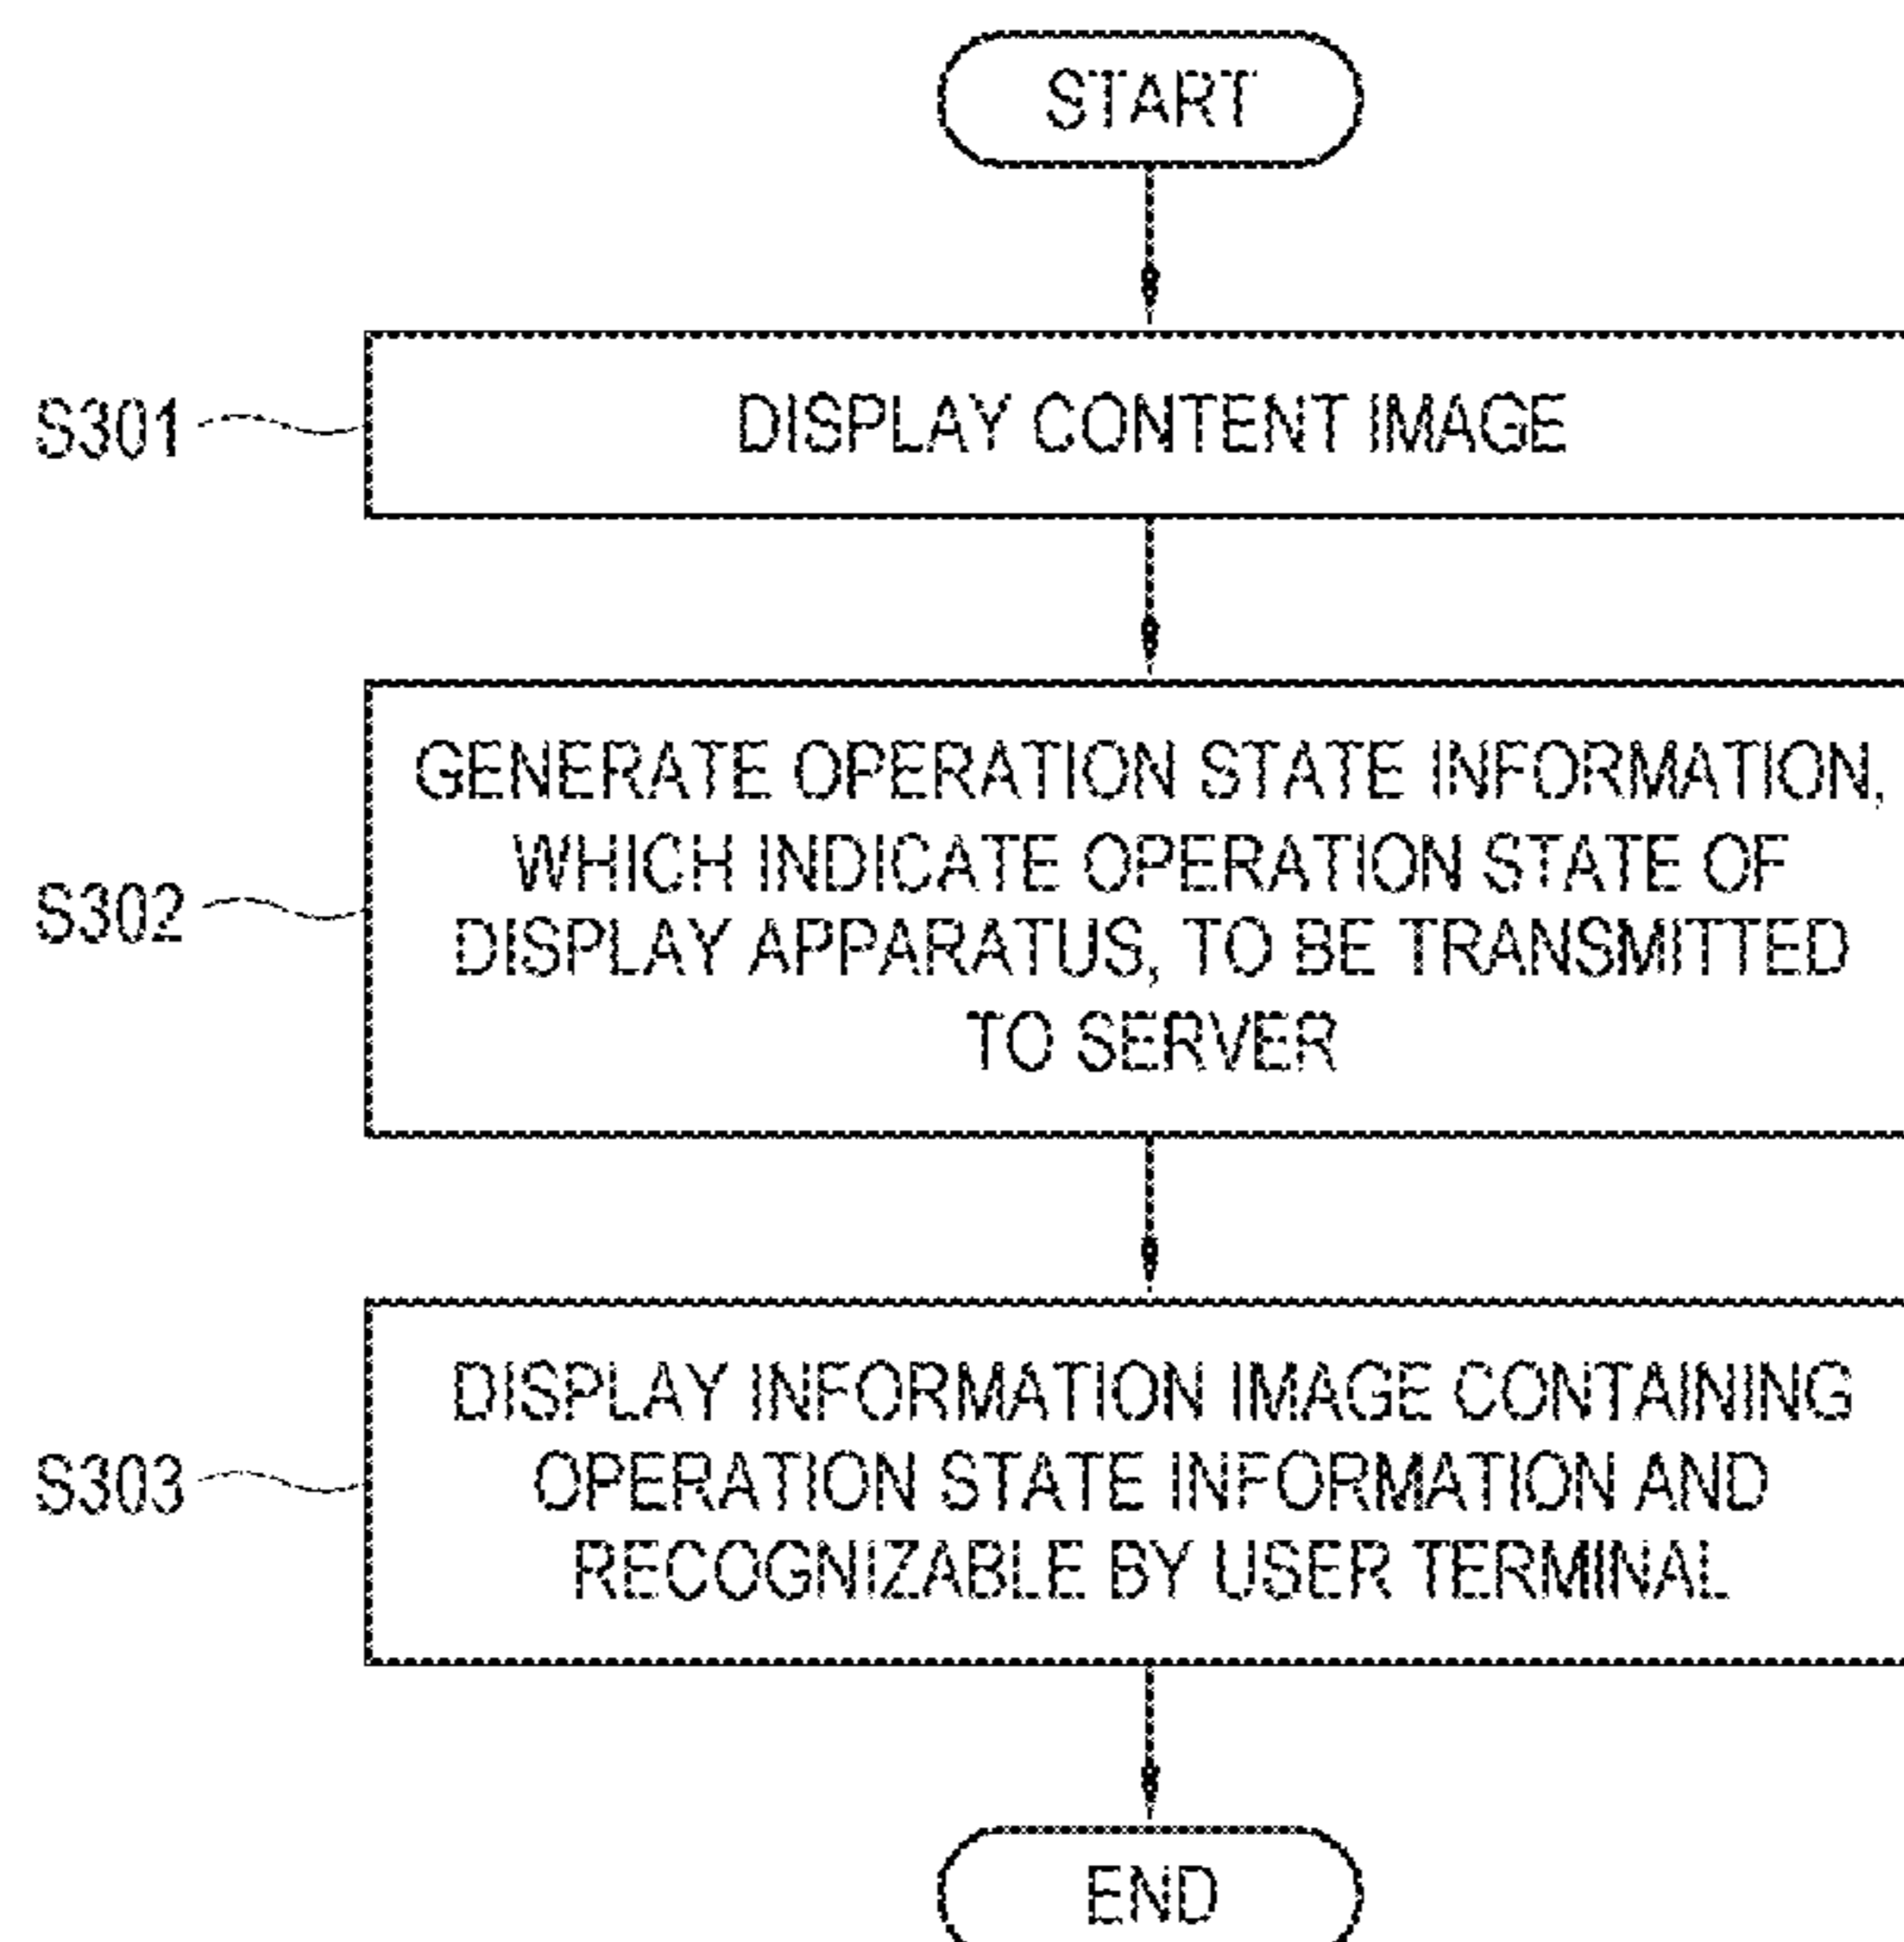 START
S301
DISPLAY CONTENT IMAGE
S302
GENERATE OPERATION STATE INFORMATION,
WHICH INDICATE OPERATION STATE OF
DISPLAY APPARATUS, TO BE TRANSMITTED
TO SERVER
S303
DISPLAY INFORMATION IMAGE CONTAINING
OPERATION STATE INFORMATION AND
RECOGNIZABLE BY USER TERMINAL
END